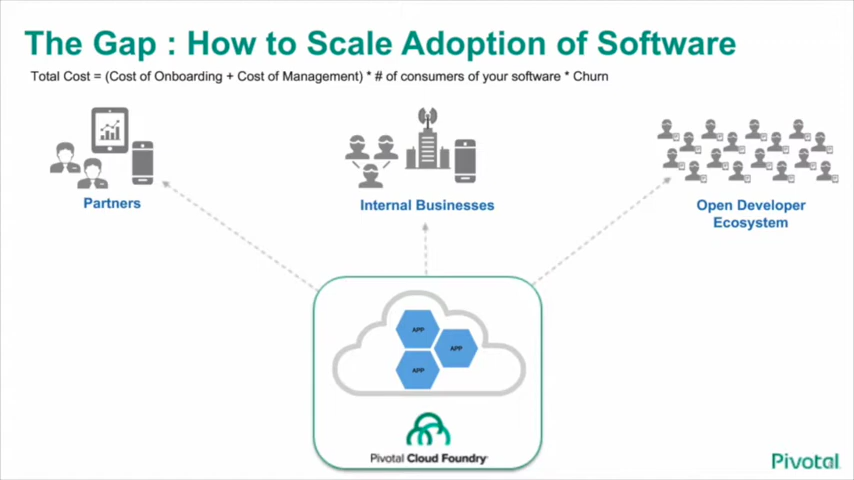 The Gap : How to Scale Adoption of Software
Total Cost = (Cost of Onboarding + Cost of Management) * # of consumers of your software * Churn
Partners
Internal Businesses
Open Developer
Ecosystem
APP
APP
APP
Pivotal Cloud Foundry
Pivotal